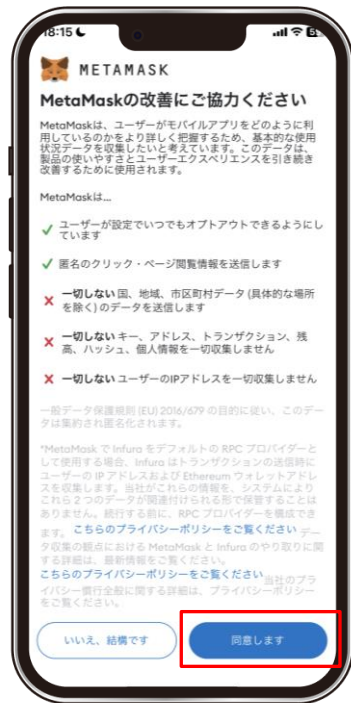 18:15
METAMASK
MetaMaskの改善にご協力ください
MetaMaskは、ユーザーがモバイルアプリをどのように利
用しているのかをより詳しく把握するため、基本的な使用
状況データを収集したいと考えています。このデータは、
製品の使いやすさとユーザーエクスペリエンスを引き続き
改善するために使用されます。
MetaMaskは...
ユーザーが設定でいつでもオプトアウトできるようにし
ています
匿名のクリック・ページ閲覧情報を送信します
一切しない 国、地域、市区町村データ (具体的な場所
を除く) のデータを送信します
一切しない キー、アドレス、トランザクション、残
高、ハッシュ、個人情報を一切収集しません
一切しない ユーザーのIPアドレスを一切収集しません
一般データ保護規則 (EU) 2016/679 の目的に従い、このデー
タは集約され匿名化されます。
*MetaMask で Infura をデフォルトの RPC プロバイダーと
して使用する場合、Infura はトランザクションの送信時に
ユーザーの IP アドレスおよび Ethereum ウォレットアドレ
スを収集します。当社がこれらの情報を、システムにより
これら２つのデータが関連付けられる形で保管することは
ありません。続行する前に、RPC プロバイダーを構成でき
ます。 こちらのプライバシーポリシーをご覧ください デー
タ収集の観点における MetaMask と Infura のやり取りに関
する詳細は、最新情報をご覧ください。
こちらのプライバシーポリシーをご覧ください 当社のプラ
イバシー慣行全般に関する詳細は、プライバシーポリシー
をご覧ください。
いいえ、結構です
同意します